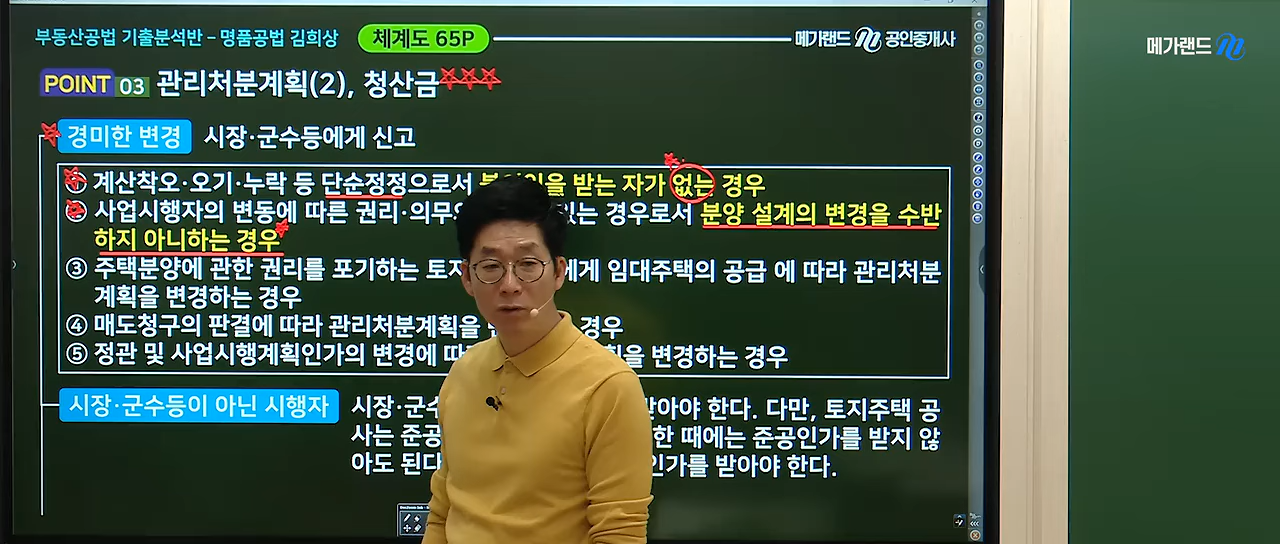 부동산공법 기출분석반 – 명품공법 김희상
체계도 65P
메가랜드 공인중개사
메가랜드
POINT 03 관리처분계획(2), 청산금
경미한 변경
시장·군수등에게 신고
① 계산착오·오기·누락 등 단순정정으로서 을 받는 자가 없는 경우
② 사업시행자의 변동에 따른 권리·의무의 있는 경우로서 분양 설계의 변경을 수반
하지 아니하는 경우
③ 주택분양에 관한 권리를 포기하는 에게 임대주택의 공급 에 따라 관리처분
계획을 변경하는 경우
④ 매도청구의 판결에 따라 관리처분계획을 경우
⑤ 정관 및 사업시행계획인가의 변경에 변경하는 경우
시장·군수등이 아닌 시행자
시장·군수 받아야 한다. 다만, 토지주택 공
사는 준공 한 때에는 준공인가를 받지 않
아도 된다 인가를 받아야 한다.